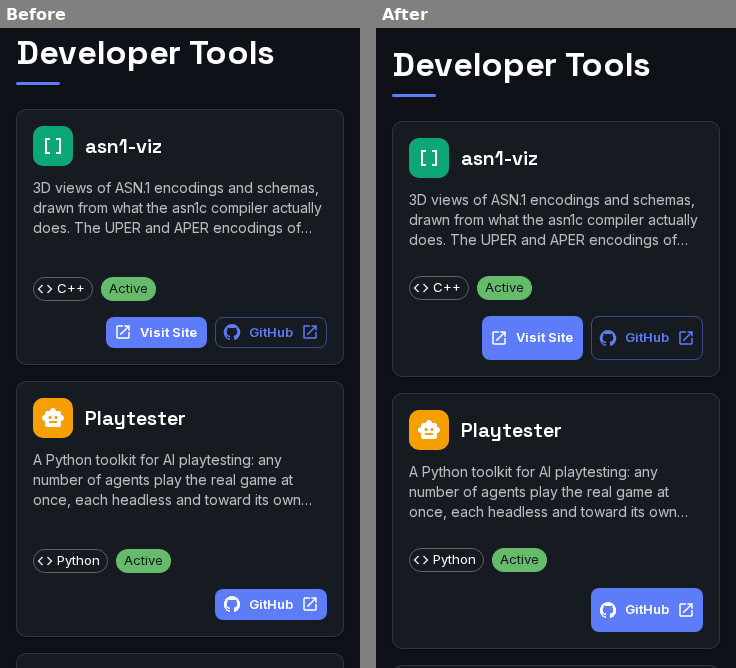 Before
Developer Tools
[ ] asn1-viz
3D views of ASN.1 encodings and schemas,
drawn from what the asn1c compiler actually
does. The UPER and APER encodings of…
<> C++ Active
Visit Site GitHub
Playtester
A Python toolkit for AI playtesting: any
number of agents play the real game at
once, each headless and toward its own…
<> Python Active
GitHub
After
Developer Tools
[ ] asn1-viz
3D views of ASN.1 encodings and schemas,
drawn from what the asn1c compiler actually
does. The UPER and APER encodings of…
<> C++ Active
Visit Site GitHub
Playtester
A Python toolkit for AI playtesting: any
number of agents play the real game at
once, each headless and toward its own…
<> Python Active
GitHub